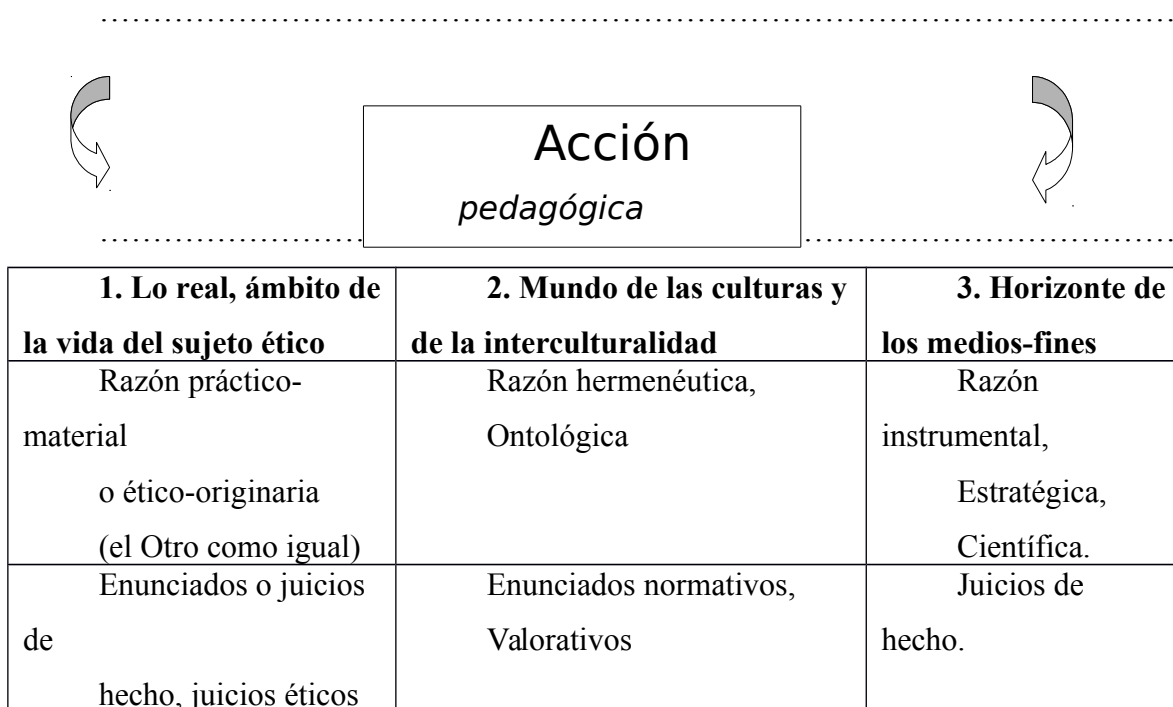 Acción
pedagógica
1. Lo real, ámbito de
la vida del sujeto ético
2. Mundo de las culturas y
de la interculturalidad
3. Horizonte de
los medios-fines
Razón práctico-
material
o ético-originaria
(el Otro como igual)
Razón hermenéutica,
Ontológica
Razón
instrumental,
Estratégica,
Científica.
Enunciados o juicios
de
hecho, juicios éticos
Enunciados normativos,
Valorativos
Juicios de
hecho.